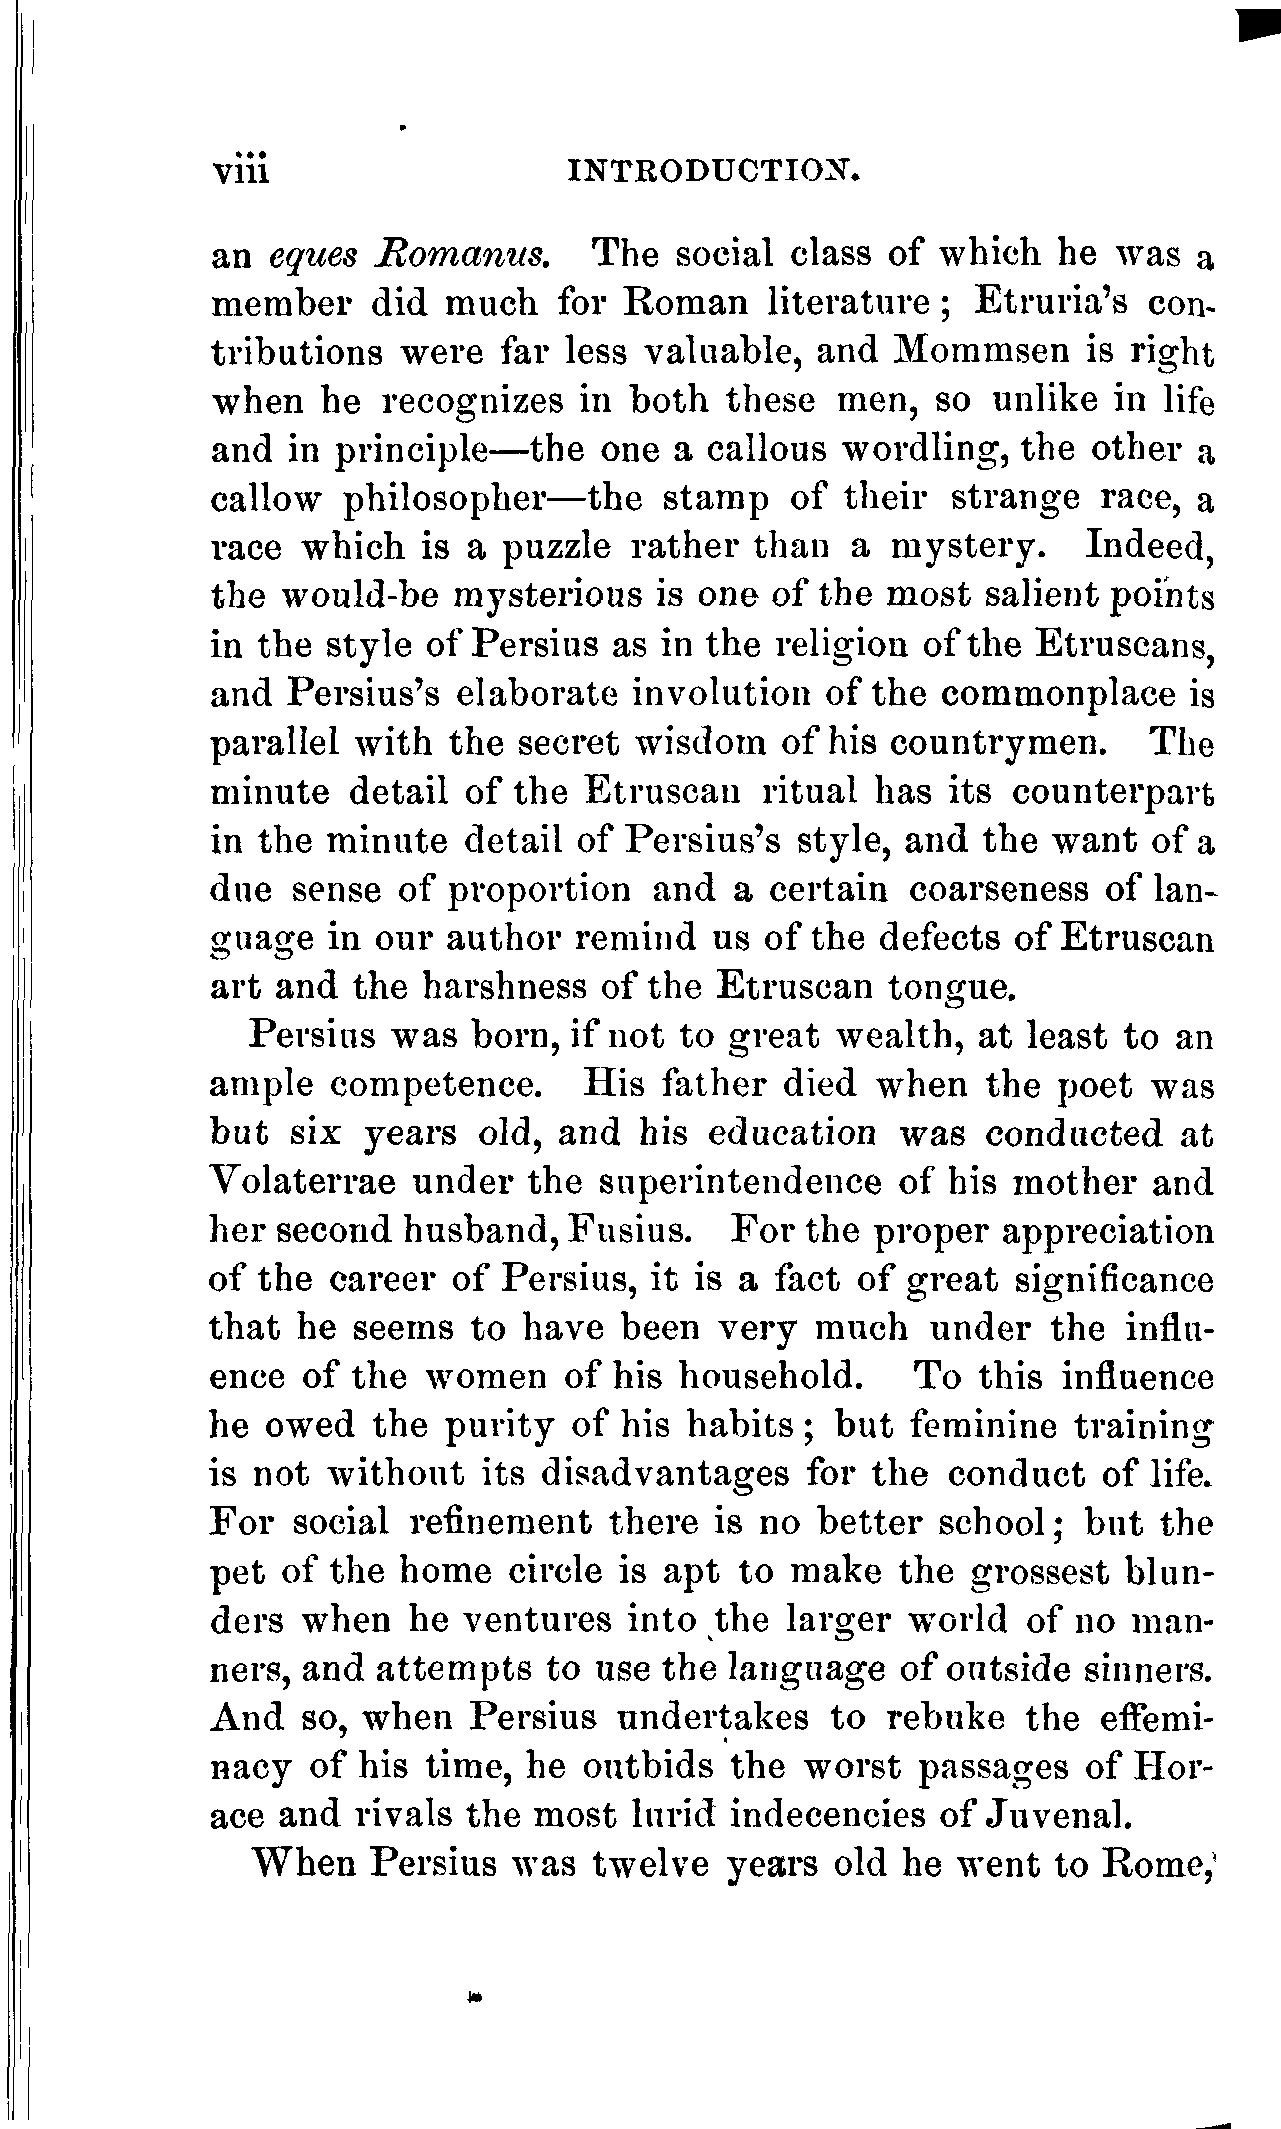 viii INTRODUCTION.
an eques Romanus. The social class of which he was a
member did much for Roman literature; Etruria's con-
tributions were far less valuable, and Mommsen is right
when he recognizes in both these men, so unlike in life
and in principle—the one a callous wordling, the other a
callow philosopher—the stamp of their strange race, a
race which is a puzzle rather than a mystery. Indeed,
the would-be mysterious is one of the most salient points
in the style of Persius as in the religion of the Etruscans,
and Persius's elaborate involution of the commonplace is
parallel with the secret wisdom of his countrymen. The
minute detail of the Etruscan ritual has its counterpart
in the minute detail of Persius's style, and the want of a
due sense of proportion and a certain coarseness of lan-
guage in our author remind us of the defects of Etruscan
art and the harshness of the Etruscan tongue.
Persius was born, if not to great wealth, at least to an
ample competence. His father died when the poet was
but six years old, and his education was conducted at
Volaterrae under the superintendence of his mother and
her second husband, Fusius. For the proper appreciation
of the career of Persius, it is a fact of great significance
that he seems to have been very much under the influ-
ence of the women of his household. To this influence
he owed the purity of his habits; but feminine training
is not without its disadvantages for the conduct of life.
For social refinement there is no better school; but the
pet of the home circle is apt to make the grossest blun-
ders when he ventures into the larger world of no man-
ners, and attempts to use the language of outside sinners.
And so, when Persius undertakes to rebuke the effemi-
nacy of his time, he outbids the worst passages of Hor-
ace and rivals the most lurid indecencies of Juvenal.
When Persius was twelve years old he went to Rome,